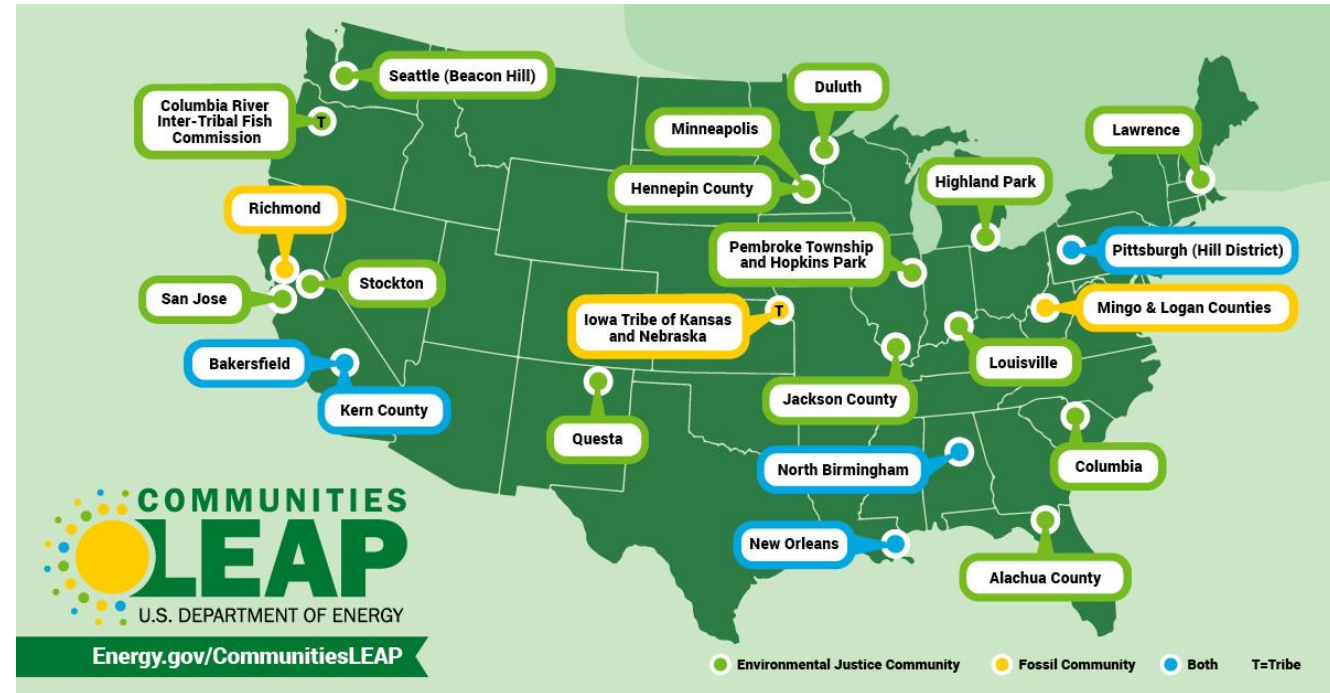 Seattle (Beacon Hill)
Columbia River
Inter-Tribal Fish
Commission
T
Duluth
Minneapolis
Hennepin County
Lawrence
Highland Park
Richmond
Pembroke Township
and Hopkins Park
Pittsburgh (Hill District)
San Jose
Stockton
Iowa Tribe of Kansas
and Nebraska
T
Mingo & Logan Counties
Bakersfield
Kern County
Louisville
Jackson County
Questa
North Birmingham
Columbia
New Orleans
Alachua County
COMMUNITIES
LEAP
U.S. DEPARTMENT OF ENERGY
Energy.gov/CommunitiesLEAP
Environmental Justice Community
Fossil Community
Both
T=Tribe